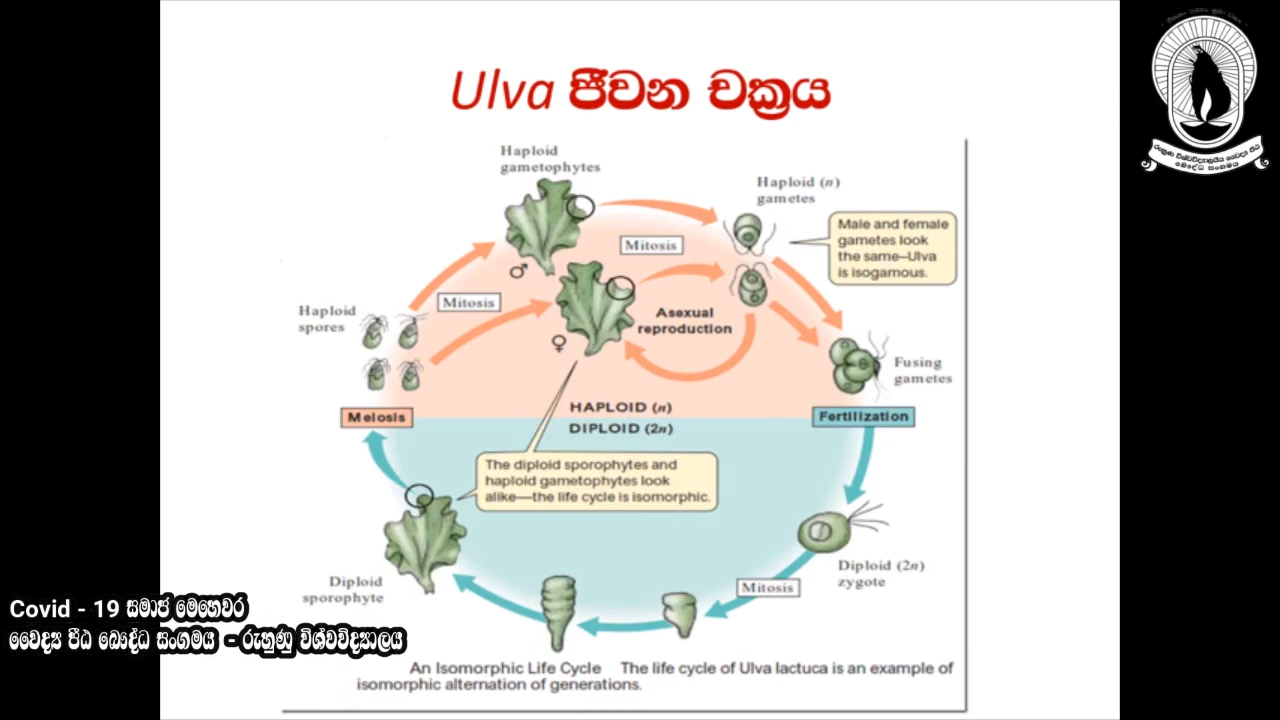 Ulva ජීවන චක්‍රය
Haploid
gametophytes
Haploid (n)
gametes
Male and female
gametes look
the same–Ulva
is isogamous.
Mitosis
Mitosis
Haploid
spores
♂
♀
Asexual
reproduction
Fusing
gametes
HAPLOID (n)
Meiosis
Fertilization
DIPLOID (2n)
The diploid sporophytes and
haploid gametophytes look
alike—the life cycle is isomorphic.
Diploid (2n)
zygote
Mitosis
Diploid
sporophyte
Covid - 19 සමාජ මෙහෙවර
වෛද්‍ය පීඨ බෞද්ධ සංගමය - රුහුණු විශ්වවිද්‍යාලය
An Isomorphic Life Cycle The life cycle of Ulva lactuca is an example of
isomorphic alternation of generations.
රුහුණ විශ්වවිද්‍යාලයීය වෛද්‍ය පීඨ
බෞද්ධ සංගමය